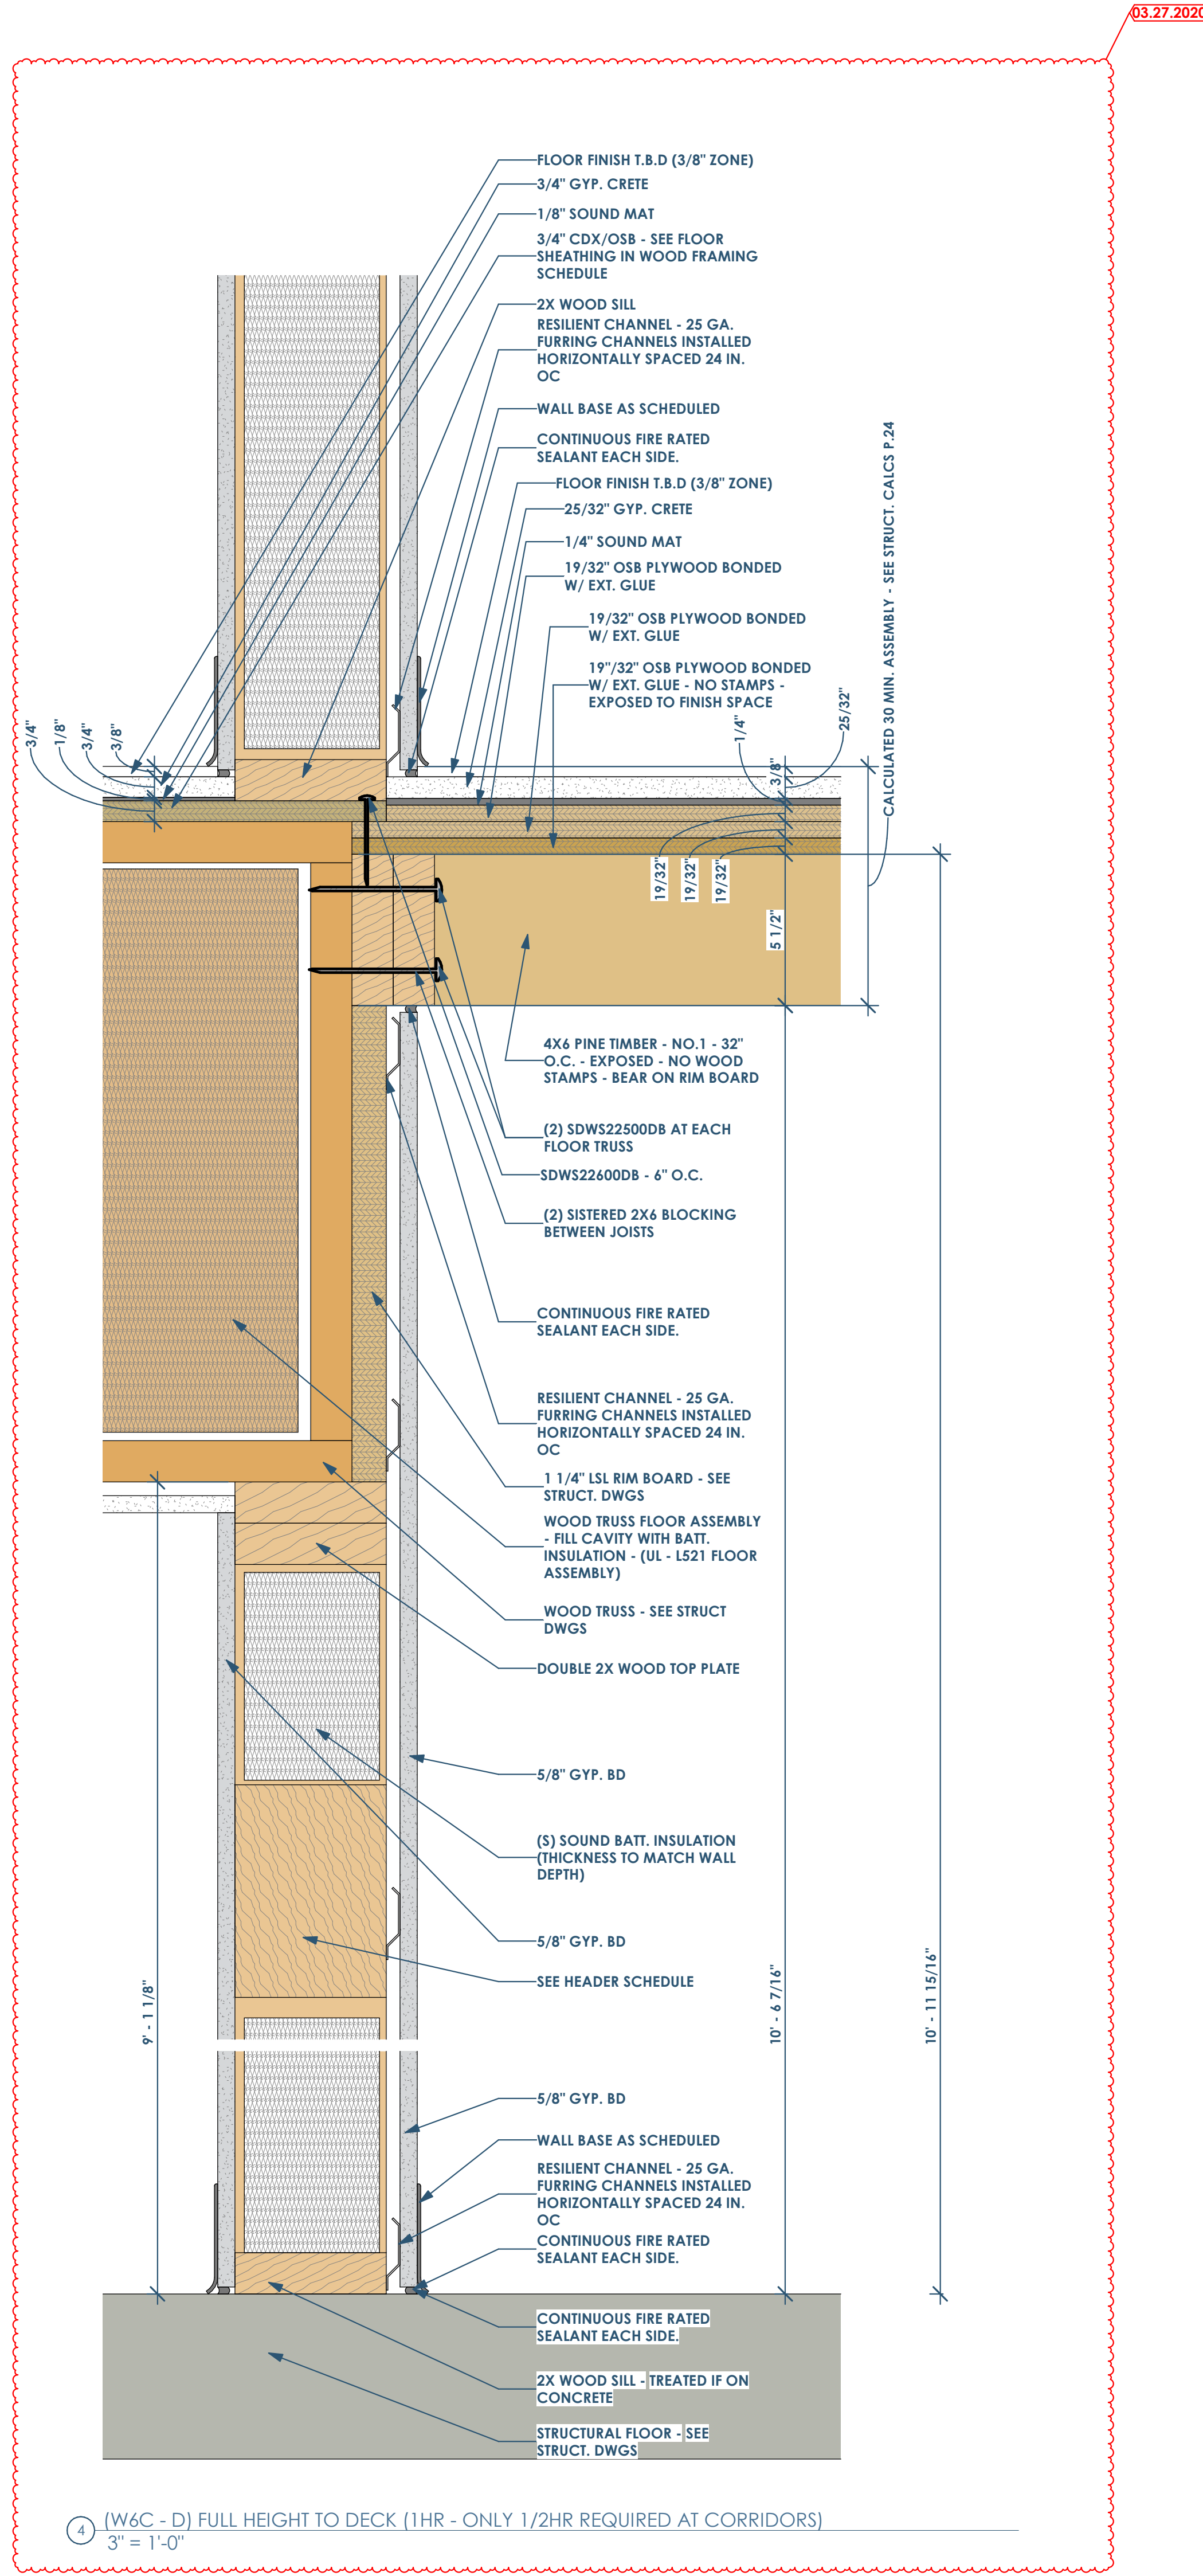 03.27.2020
FLOOR FINISH T.B.D (3/8" ZONE)
3/4" GYP. CRETE
1/8" SOUND MAT
3/4" CDX/OSB - SEE FLOOR
SHEATHING IN WOOD FRAMING
SCHEDULE
2X WOOD SILL
RESILIENT CHANNEL - 25 GA.
FURRING CHANNELS INSTALLED
HORIZONTALLY SPACED 24 IN.
OC
WALL BASE AS SCHEDULED
CONTINUOUS FIRE RATED
SEALANT EACH SIDE.
FLOOR FINISH T.B.D (3/8" ZONE)
25/32" GYP. CRETE
1/4" SOUND MAT
19/32" OSB PLYWOOD BONDED
W/ EXT. GLUE
19/32" OSB PLYWOOD BONDED
W/ EXT. GLUE
19"/32" OSB PLYWOOD BONDED
W/ EXT. GLUE - NO STAMPS -
EXPOSED TO FINISH SPACE
CALCULATED 30 MIN. ASSEMBLY - SEE STRUCT. CALCS P.24
3/4"
1/8"
3/4"
3/8"
1/4"
25/32"
3/8"
19/32"
19/32"
19/32"
5 1/2"
4X6 PINE TIMBER - NO.1 - 32"
O.C. - EXPOSED - NO WOOD
STAMPS - BEAR ON RIM BOARD
(2) SDWS22500DB AT EACH
FLOOR TRUSS
SDWS22600DB - 6" O.C.
(2) SISTERED 2X6 BLOCKING
BETWEEN JOISTS
CONTINUOUS FIRE RATED
SEALANT EACH SIDE.
RESILIENT CHANNEL - 25 GA.
FURRING CHANNELS INSTALLED
HORIZONTALLY SPACED 24 IN.
OC
1 1/4" LSL RIM BOARD - SEE
STRUCT. DWGS
WOOD TRUSS FLOOR ASSEMBLY
- FILL CAVITY WITH BATT.
INSULATION - (UL - L521 FLOOR
ASSEMBLY)
WOOD TRUSS - SEE STRUCT
DWGS
DOUBLE 2X WOOD TOP PLATE
5/8" GYP. BD
(S) SOUND BATT. INSULATION
(THICKNESS TO MATCH WALL
DEPTH)
5/8" GYP. BD
SEE HEADER SCHEDULE
9' - 1 1/8"
10' - 6 7/16"
10' - 11 15/16"
5/8" GYP. BD
WALL BASE AS SCHEDULED
RESILIENT CHANNEL - 25 GA.
FURRING CHANNELS INSTALLED
HORIZONTALLY SPACED 24 IN.
OC
CONTINUOUS FIRE RATED
SEALANT EACH SIDE.
CONTINUOUS FIRE RATED
SEALANT EACH SIDE.
2X WOOD SILL - TREATED IF ON
CONCRETE
STRUCTURAL FLOOR - SEE
STRUCT. DWGS
4
(W6C - D) FULL HEIGHT TO DECK (1HR - ONLY 1/2HR REQUIRED AT CORRIDORS)
3" = 1'-0"